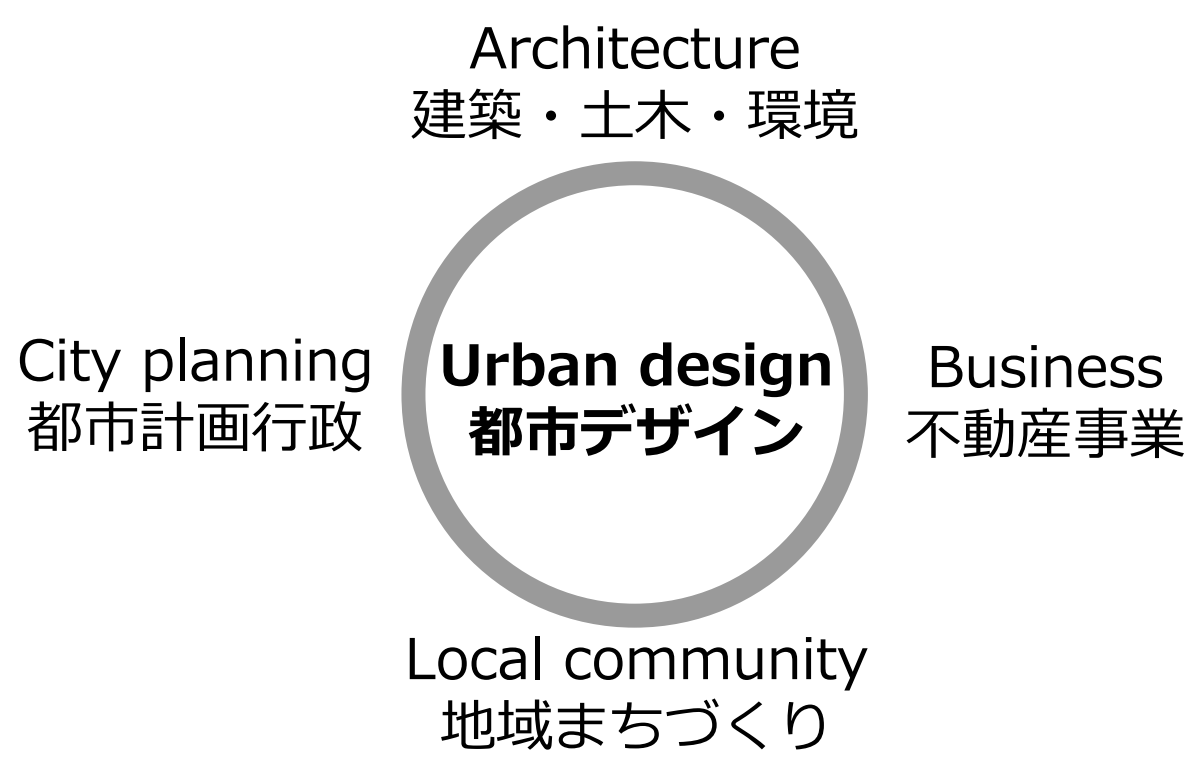 Architecture
建築・土木・環境
City planning
都市計画行政
Urban design
都市デザイン
Business
不動産事業
Local community
地域まちづくり